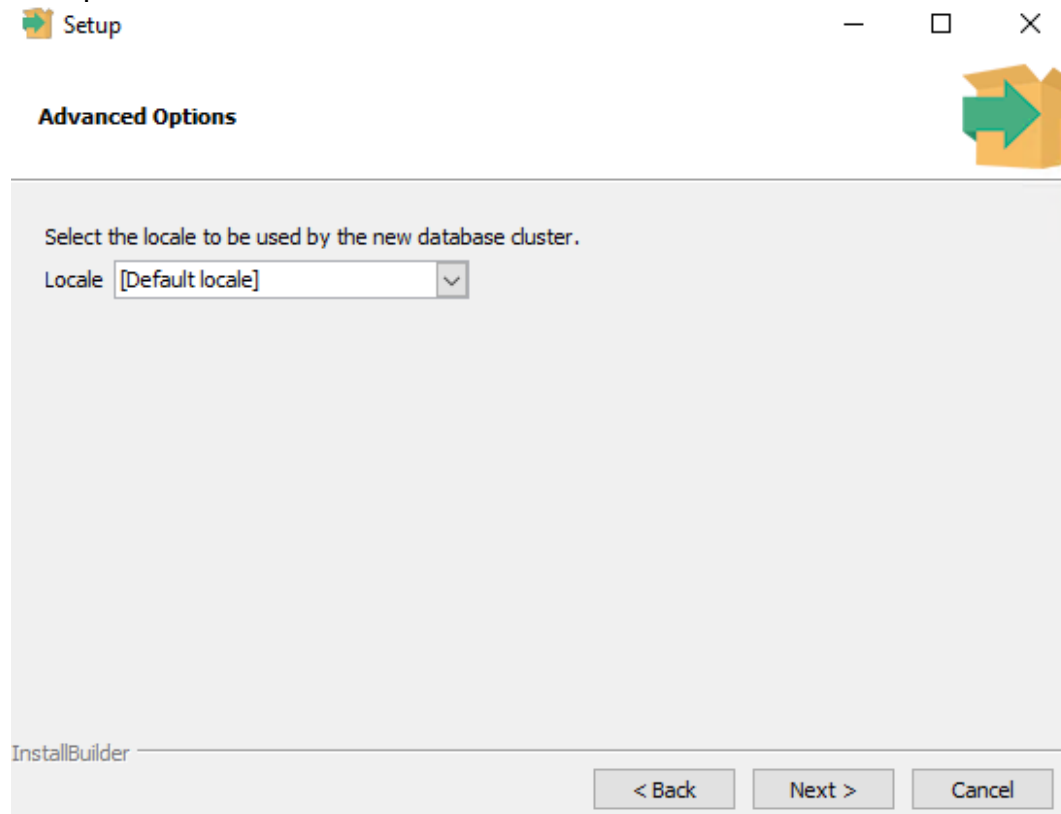 Setup
Advanced Options
Select the locale to be used by the new database cluster.
Locale [Default locale]
InstallBuilder
< Back Next > Cancel